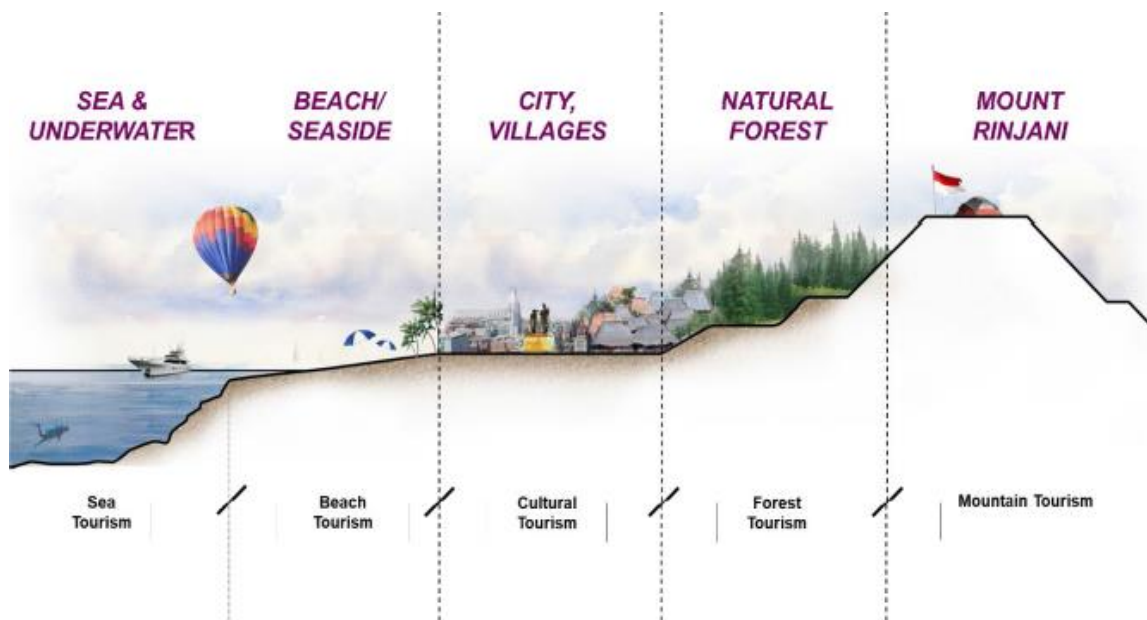 SEA &
UNDERWATER
BEACH/
SEASIDE
CITY,
VILLAGES
NATURAL
FOREST
MOUNT
RINJANI
Sea
Tourism
Beach
Tourism
Cultural
Tourism
Forest
Tourism
Mountain Tourism